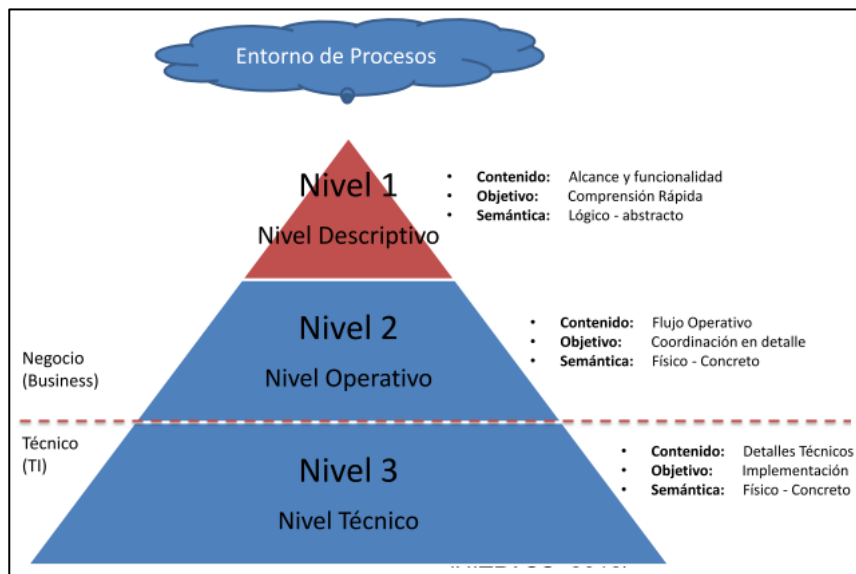 Entorno de Procesos
Nivel 1
Nivel Descriptivo
• Contenido: Alcance y funcionalidad
• Objetivo: Comprensión Rápida
• Semántica: Lógico - abstracto
Nivel 2
Nivel Operativo
• Contenido: Flujo Operativo
• Objetivo: Coordinación en detalle
• Semántica: Físico - Concreto
Negocio
(Business)
Técnico
(TI)
Nivel 3
Nivel Técnico
• Contenido: Detalles Técnicos
• Objetivo: Implementación
• Semántica: Físico - Concreto